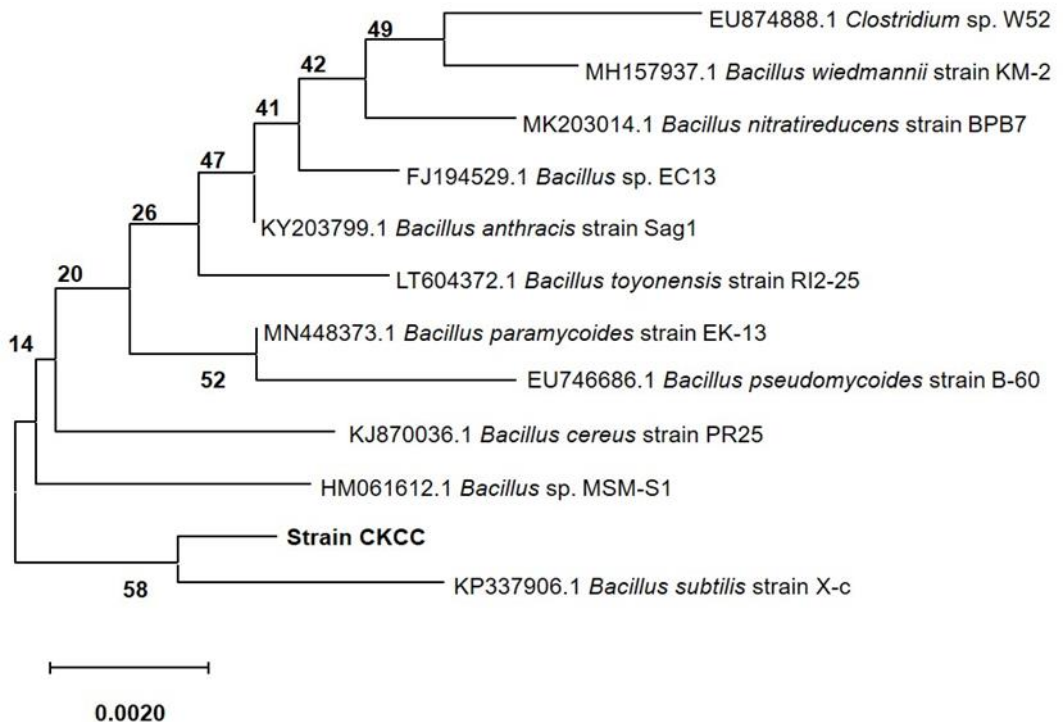 EU874888.1 Clostridium sp. W52
49
MH157937.1 Bacillus wiedmannii strain KM-2
42
MK203014.1 Bacillus nitratireducens strain BPB7
41
FJ194529.1 Bacillus sp. EC13
47
KY203799.1 Bacillus anthracis strain Sag1
26
LT604372.1 Bacillus toyonensis strain RI2-25
20
MN448373.1 Bacillus paramycoides strain EK-13
14
52
EU746686.1 Bacillus pseudomycoides strain B-60
KJ870036.1 Bacillus cereus strain PR25
HM061612.1 Bacillus sp. MSM-S1
Strain CKCC
58
KP337906.1 Bacillus subtilis strain X-c
0.0020